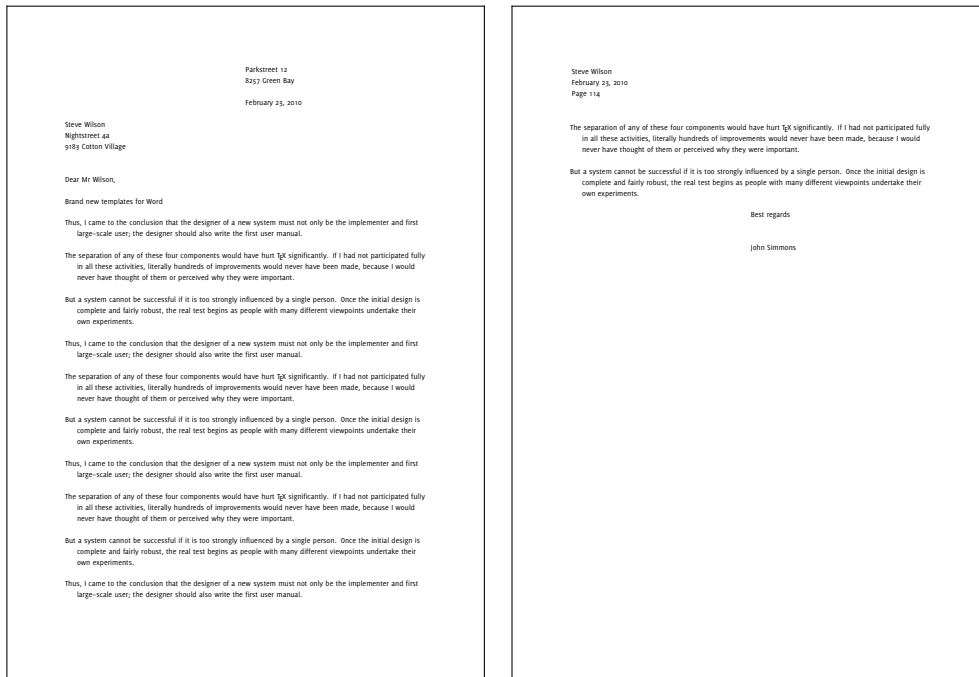 Parkstreet 12
8257 Green Bay
February 23, 2010
Steve Wilson
Nightstreet 4a
9183 Cotton Village
Dear Mr Wilson,
Brand new templates for Word
Thus, I came to the conclusion that the designer of a new system must not only be the implementer and first
large-scale user; the designer should also write the first user manual.
The separation of any of these four components would have hurt TEX significantly. If I had not participated fully
in all these activities, literally hundreds of improvements would never have been made, because I would
never have thought of them or perceived why they were important.
But a system cannot be successful if it is too strongly influenced by a single person. Once the initial design is
complete and fairly robust, the real test begins as people with many different viewpoints undertake their
own experiments.
Thus, I came to the conclusion that the designer of a new system must not only be the implementer and first
large-scale user; the designer should also write the first user manual.
The separation of any of these four components would have hurt TEX significantly. If I had not participated fully
in all these activities, literally hundreds of improvements would never have been made, because I would
never have thought of them or perceived why they were important.
But a system cannot be successful if it is too strongly influenced by a single person. Once the initial design is
complete and fairly robust, the real test begins as people with many different viewpoints undertake their
own experiments.
Thus, I came to the conclusion that the designer of a new system must not only be the implementer and first
large-scale user; the designer should also write the first user manual.
The separation of any of these four components would have hurt TEX significantly. If I had not participated fully
in all these activities, literally hundreds of improvements would never have been made, because I would
never have thought of them or perceived why they were important.
But a system cannot be successful if it is too strongly influenced by a single person. Once the initial design is
complete and fairly robust, the real test begins as people with many different viewpoints undertake their
own experiments.
Thus, I came to the conclusion that the designer of a new system must not only be the implementer and first
large-scale user; the designer should also write the first user manual.
Steve Wilson
February 23, 2010
Page 114
The separation of any of these four components would have hurt TEX significantly. If I had not participated fully
in all these activities, literally hundreds of improvements would never have been made, because I would
never have thought of them or perceived why they were important.
But a system cannot be successful if it is too strongly influenced by a single person. Once the initial design is
complete and fairly robust, the real test begins as people with many different viewpoints undertake their
own experiments.
Best regards
John Simmons